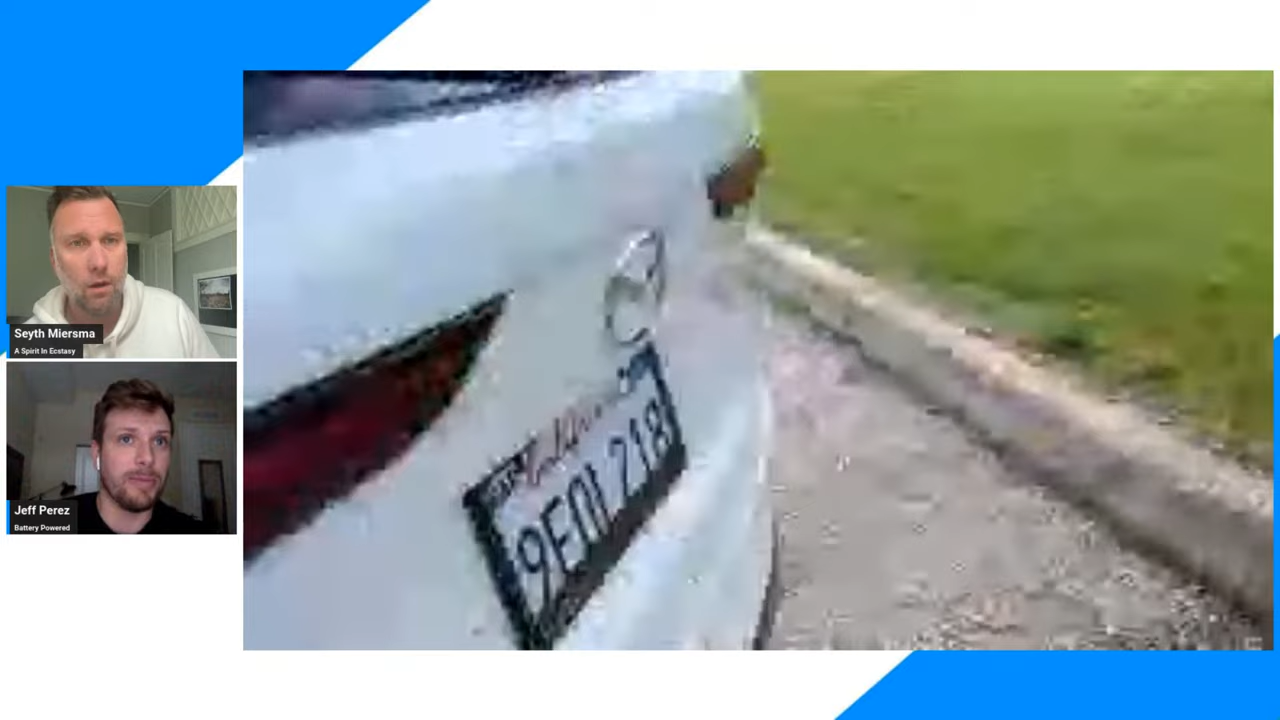 Seyth Miersma
A Spirit In Ecstasy
Jeff Perez
Battery Powered